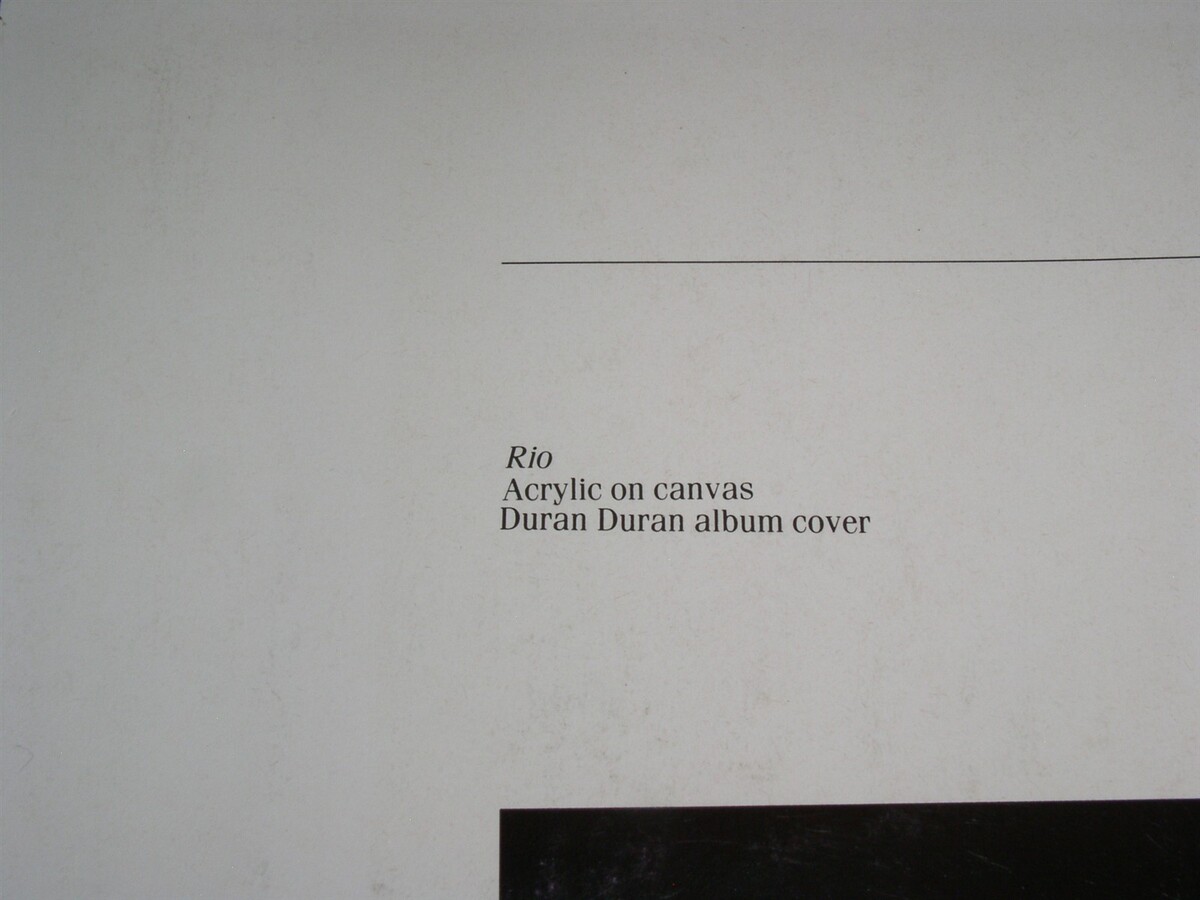 Rio
Acrylic on canvas
Duran Duran album cover